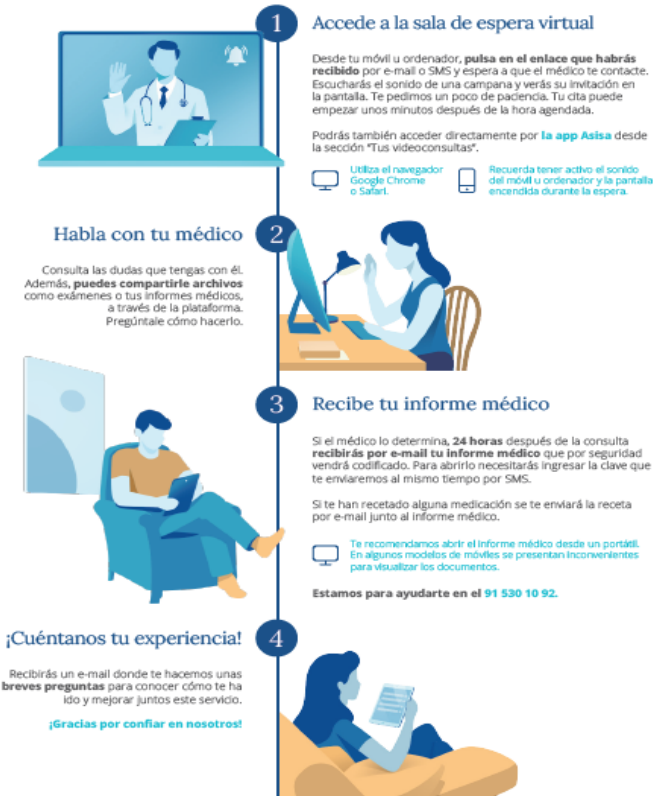 1
Accede a la sala de espera virtual
Desde tu móvil u ordenador, pulsa en el enlace que habrás
recibido por e-mail o SMS y espera a que el médico te contacte.
Escucharás el sonido de una campana y verás su invitación en
la pantalla. Te pedimos un poco de paciencia. Tu cita puede
empezar unos minutos después de la hora agendada.
Podrás también acceder directamente por la app Asisa desde
la sección "Tus videoconsultas".
Utiliza el navegador
Google Chrome
o Safari.
Recuerda tener activo el sonido
del móvil u ordenador y la pantalla
encendida durante la espera.
2
Habla con tu médico
Consulta las dudas que tengas con él.
Además, puedes compartirle archivos
como exámenes o tus informes médicos,
a través de la plataforma.
Pregúntale cómo hacerlo.
3
Recibe tu informe médico
Si el médico lo determina, 24 horas después de la consulta
recibirás por e-mail tu informe médico que por seguridad
vendrá codificado. Para abrirlo necesitarás ingresar la clave que
te enviaremos al mismo tiempo por SMS.
Si te han recetado alguna medicación se te enviará la receta
por e-mail junto al informe médico.
Te recomendamos abrir el informe médico desde un portátil.
En algunos modelos de móviles se presentan inconvenientes
para visualizar los documentos.
Estamos para ayudarte en el 91 530 10 92.
4
¡Cuéntanos tu experiencia!
Recibirás un e-mail donde te hacemos unas
breves preguntas para conocer cómo te ha
ido y mejorar juntos este servicio.
¡Gracias por confiar en nosotros!